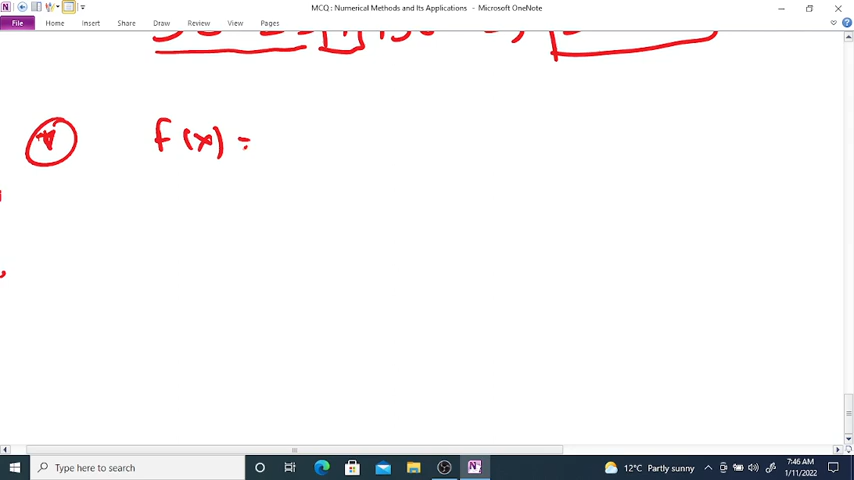 MCQ : Numerical Methods and Its Applications - Microsoft OneNote
File Home Insert Share Draw Review View Pages
f(x) =
Type here to search
12°C Partly sunny
7:46 AM
1/11/2022